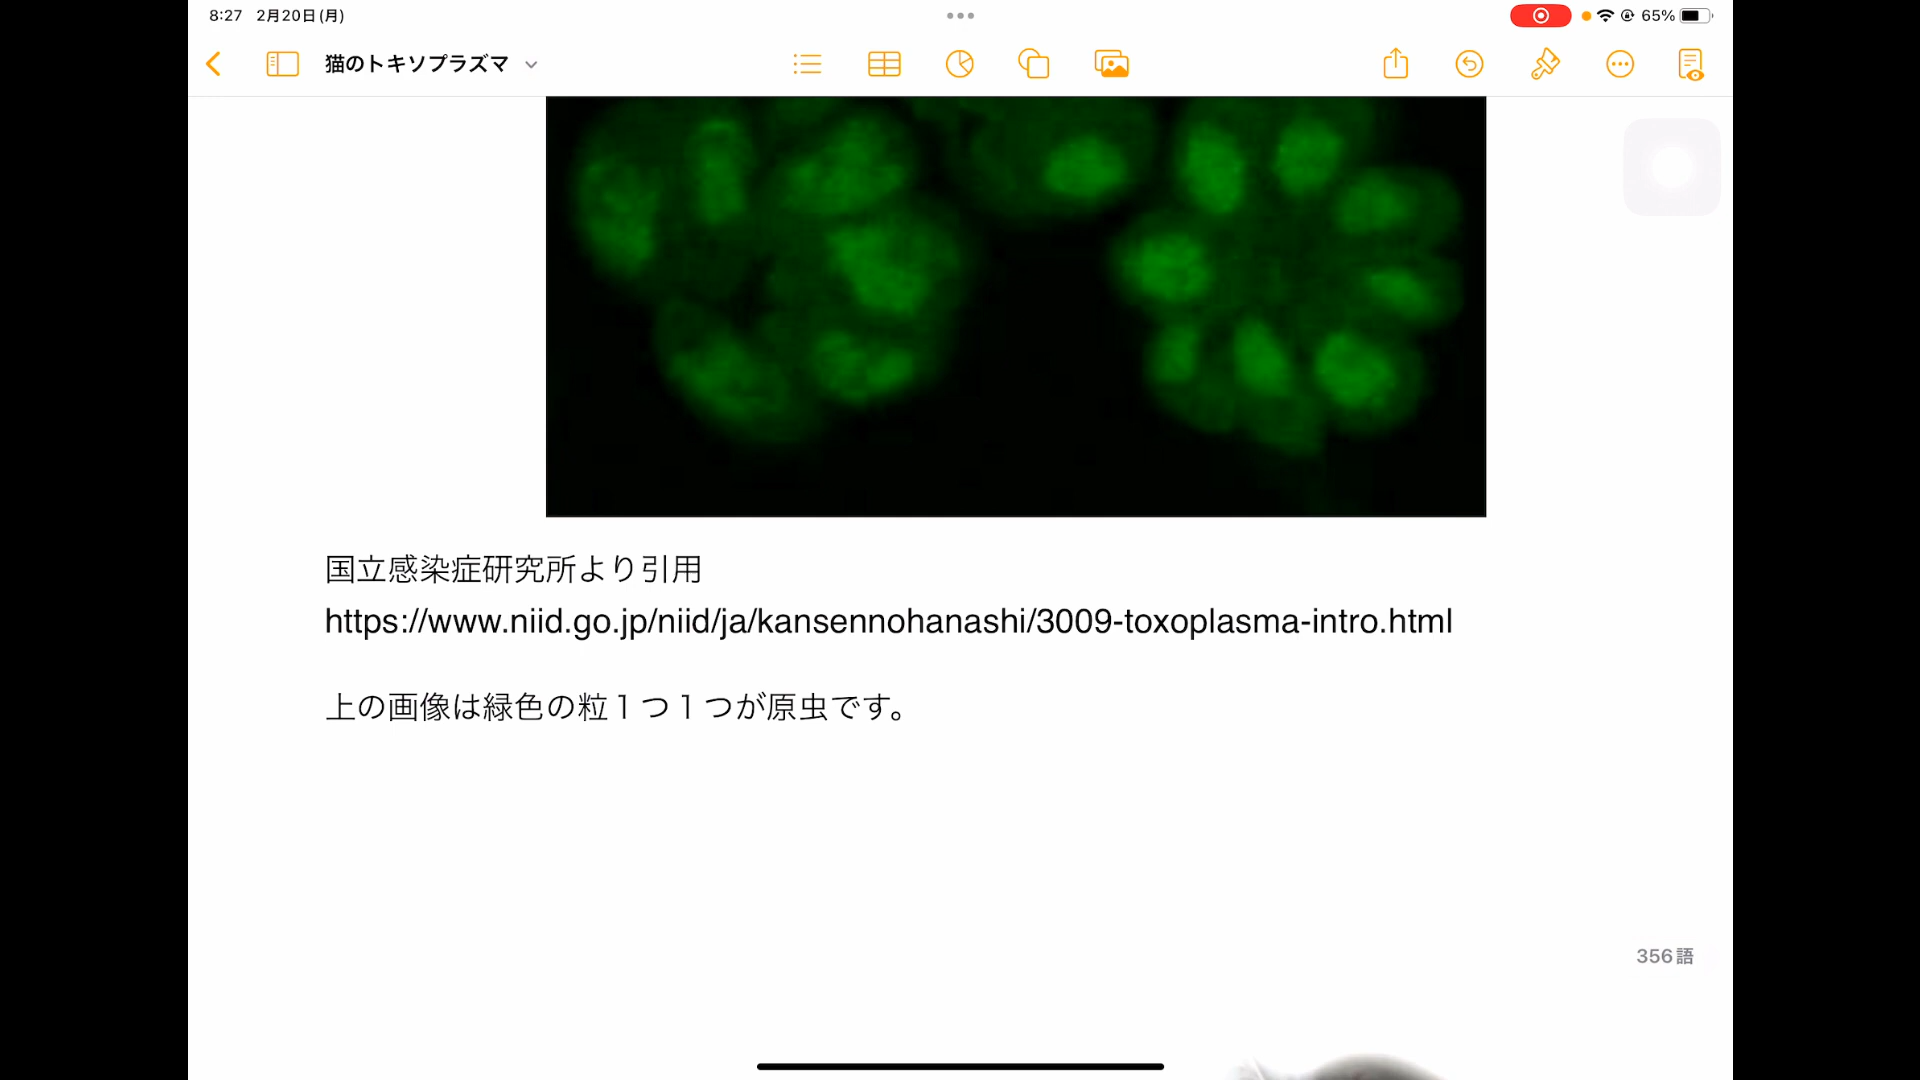 8:27 2月20日(月)
65%
猫のトキソプラズマ
国立感染症研究所より引用
https://www.niid.go.jp/niid/ja/kansennohanashi/3009-toxoplasma-intro.html
上の画像は緑色の粒１つ１つが原虫です。
356語